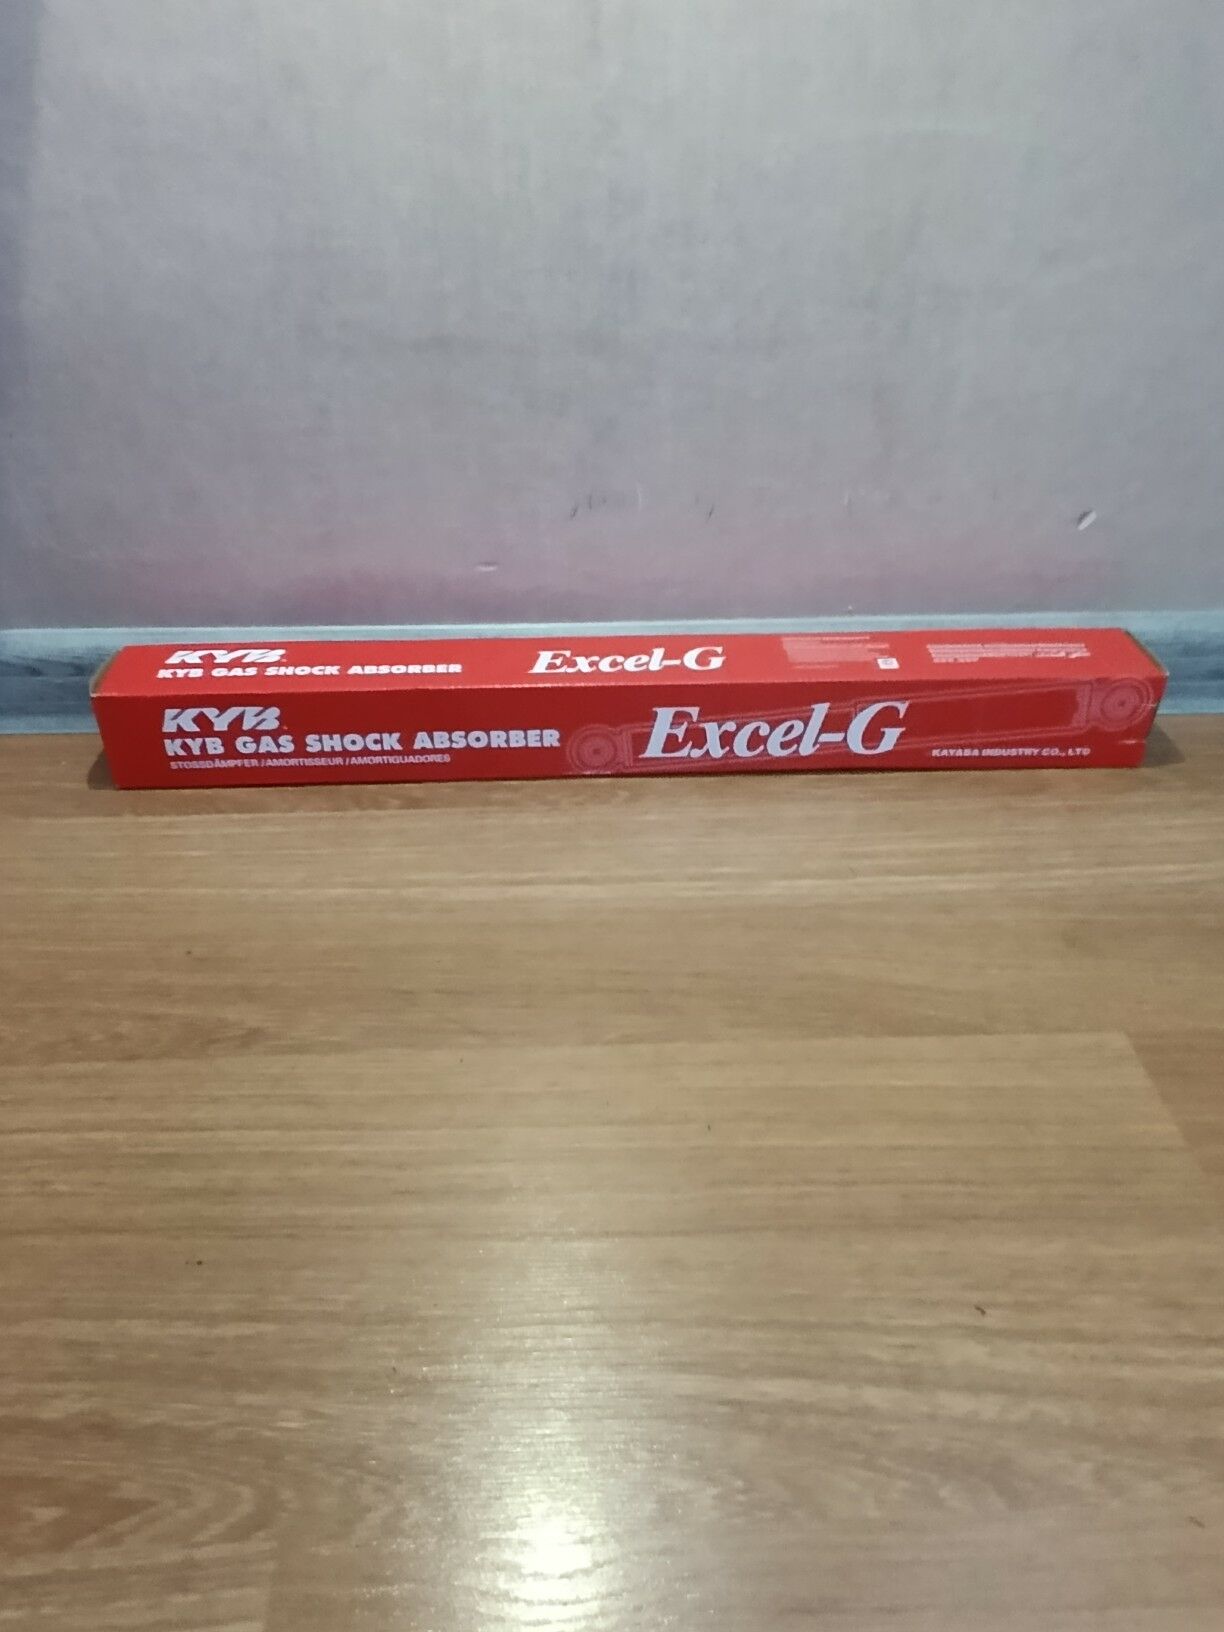 KYB
KYB GAS SHOCK ABSORBER
Excel-G
KYB
KYB GAS SHOCK ABSORBER
STOSSDÄMPFER / AMORTISSEUR / AMORTIGUADORES
Excel-G
KAYABA INDUSTRY CO., LTD